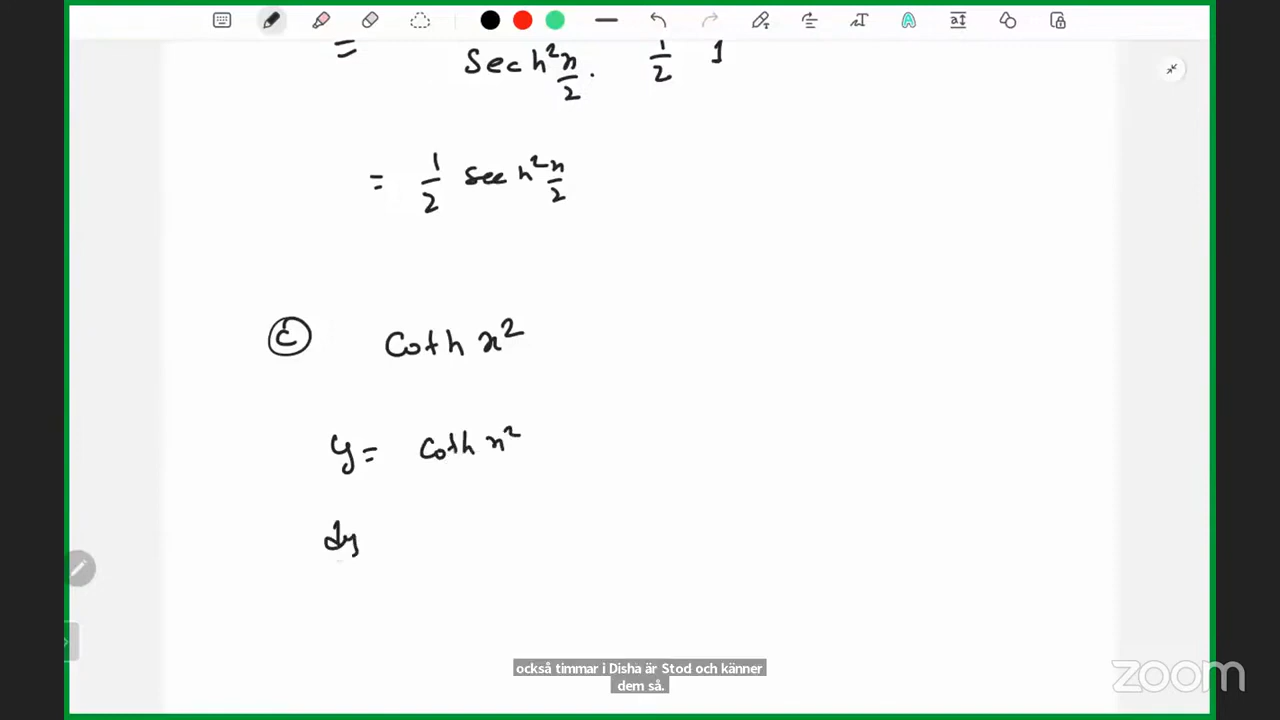 = Sech²x/2 . 1/2 1
= 1/2 Sech²x/2
(c) Coth x²
y = Coth x²
dy
också timmar i Disha är Stod och känner
dem så.
zoom